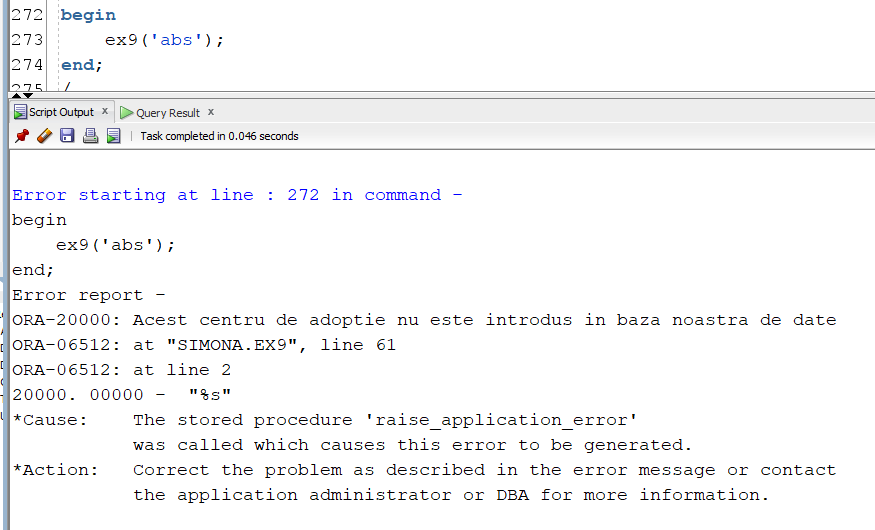 272 begin
273 ex9('abs');
274 end;
275 /
Script Output x Query Result x
Task completed in 0.046 seconds
Error starting at line : 272 in command -
begin
ex9('abs');
end;
Error report -
ORA-20000: Acest centru de adoptie nu este introdus in baza noastra de date
ORA-06512: at "SIMONA.EX9", line 61
ORA-06512: at line 2
20000. 00000 - "%s"
*Cause: The stored procedure 'raise_application_error'
was called which causes this error to be generated.
*Action: Correct the problem as described in the error message or contact
the application administrator or DBA for more information.